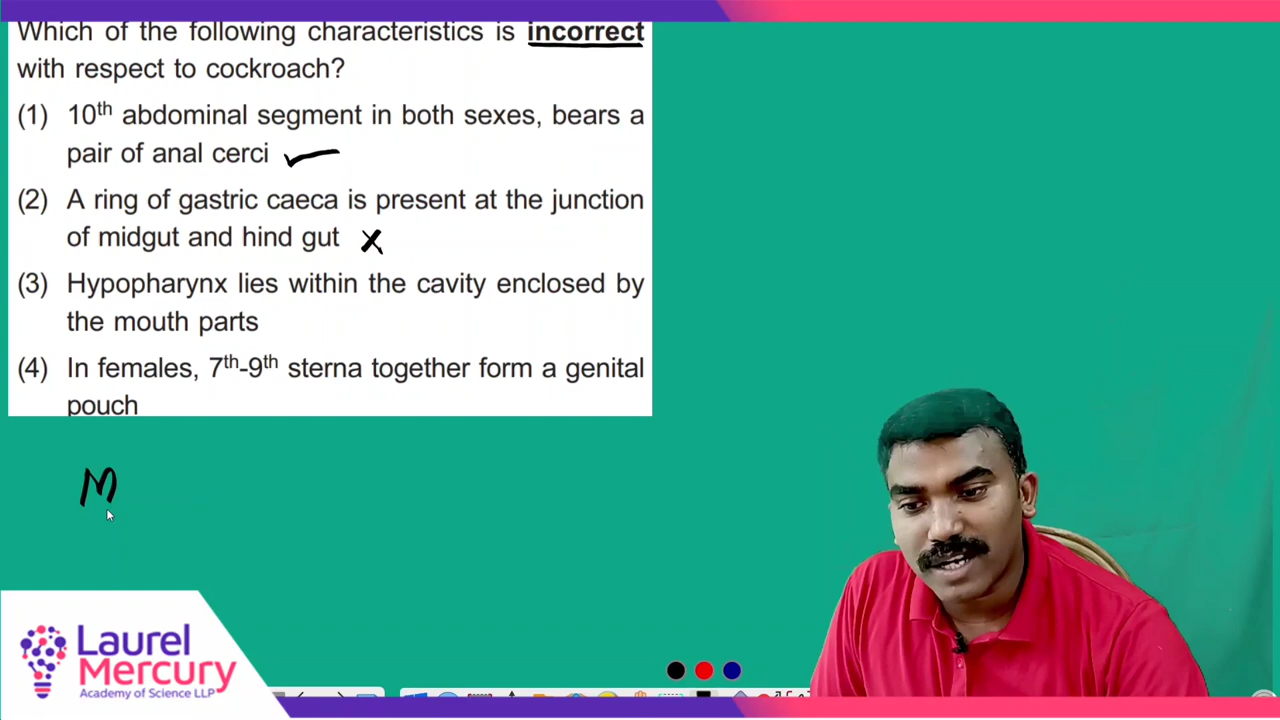 Which of the following characteristics is incorrect
with respect to cockroach?
(1) 10th abdominal segment in both sexes, bears a
pair of anal cerci
(2) A ring of gastric caeca is present at the junction
of midgut and hind gut
(3) Hypopharynx lies within the cavity enclosed by
the mouth parts
(4) In females, 7th-9th sterna together form a genital
pouch
M
Laurel
Mercury
Academy of Science LLP